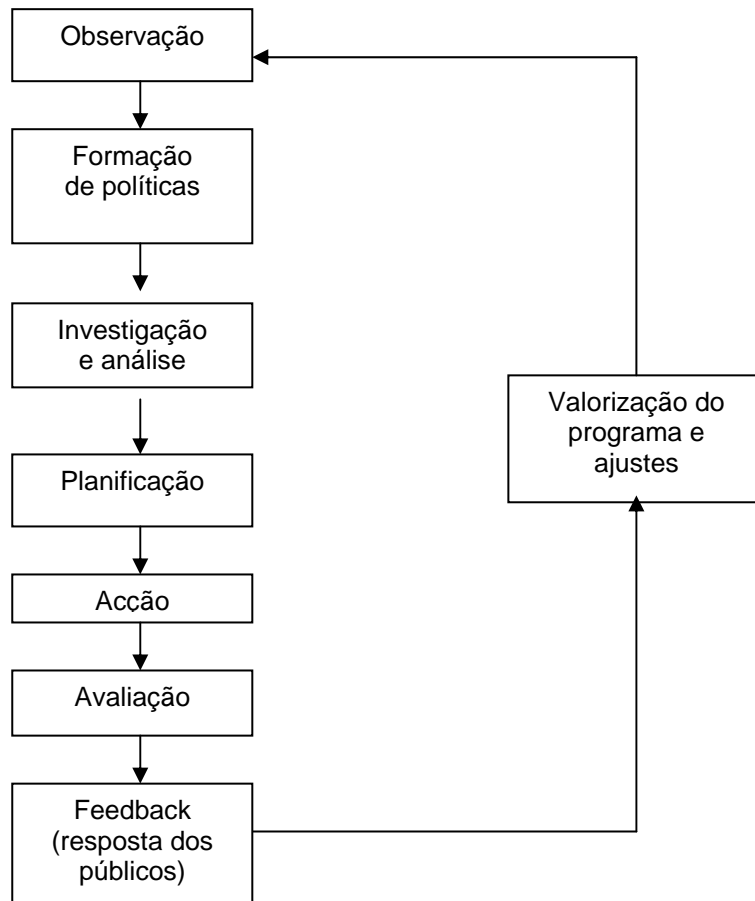 Observação
Formação
de políticas
Investigação
e análise
Planificação
Acção
Avaliação
Feedback
(resposta dos
públicos)
Valorização do
programa e
ajustes